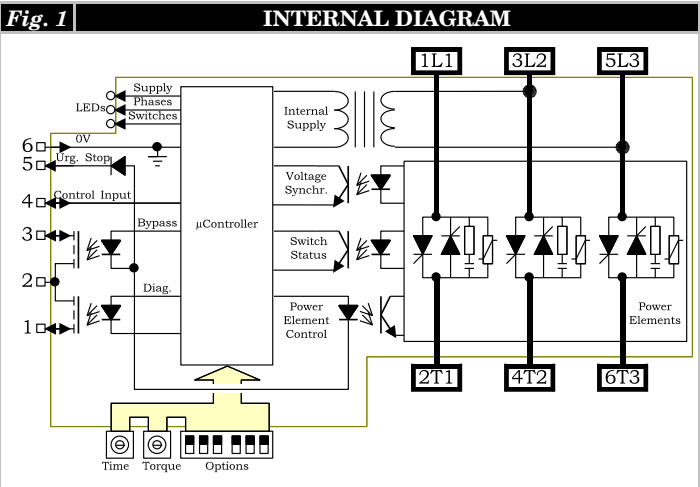 Fig. 1
INTERNAL DIAGRAM
1L1
3L2
5L3
Supply
LEDs
Phases
Switches
Internal
Supply
6
0V
5
Urg. Stop
4
Control Input
Voltage
Synchr.
3
Bypass
µController
Switch
Status
2
Diag.
1
Power
Element
Control
Power
Elements
2T1
4T2
6T3
Time
Torque
Options